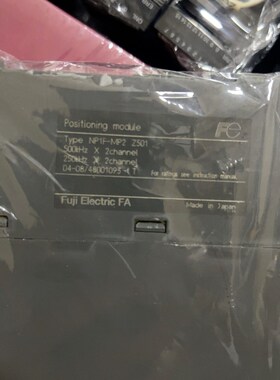 Positioning module
Type NP1F-MP2 Z501
500kHz X 2channel
250kHz X 2channel
For ratings see instruction manual.
Fuji Electric FA
Made in Japan